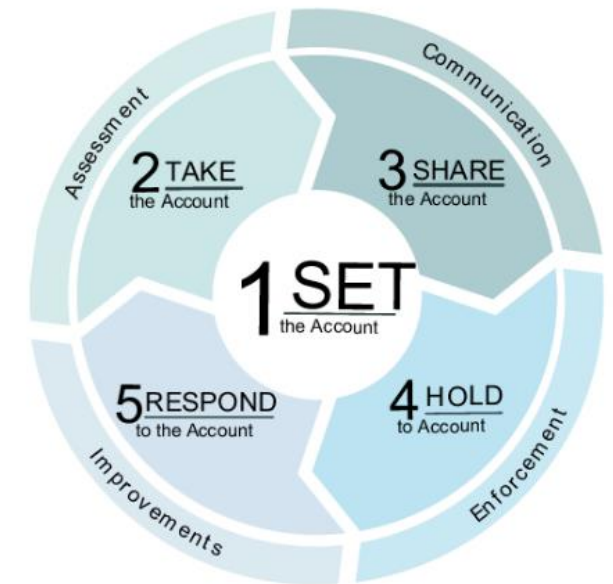 1 SET
the Account
Assessment
2 TAKE
the Account
Communication
3 SHARE
the Account
Enforcement
4 HOLD
to Account
Improvements
5 RESPOND
to the Account